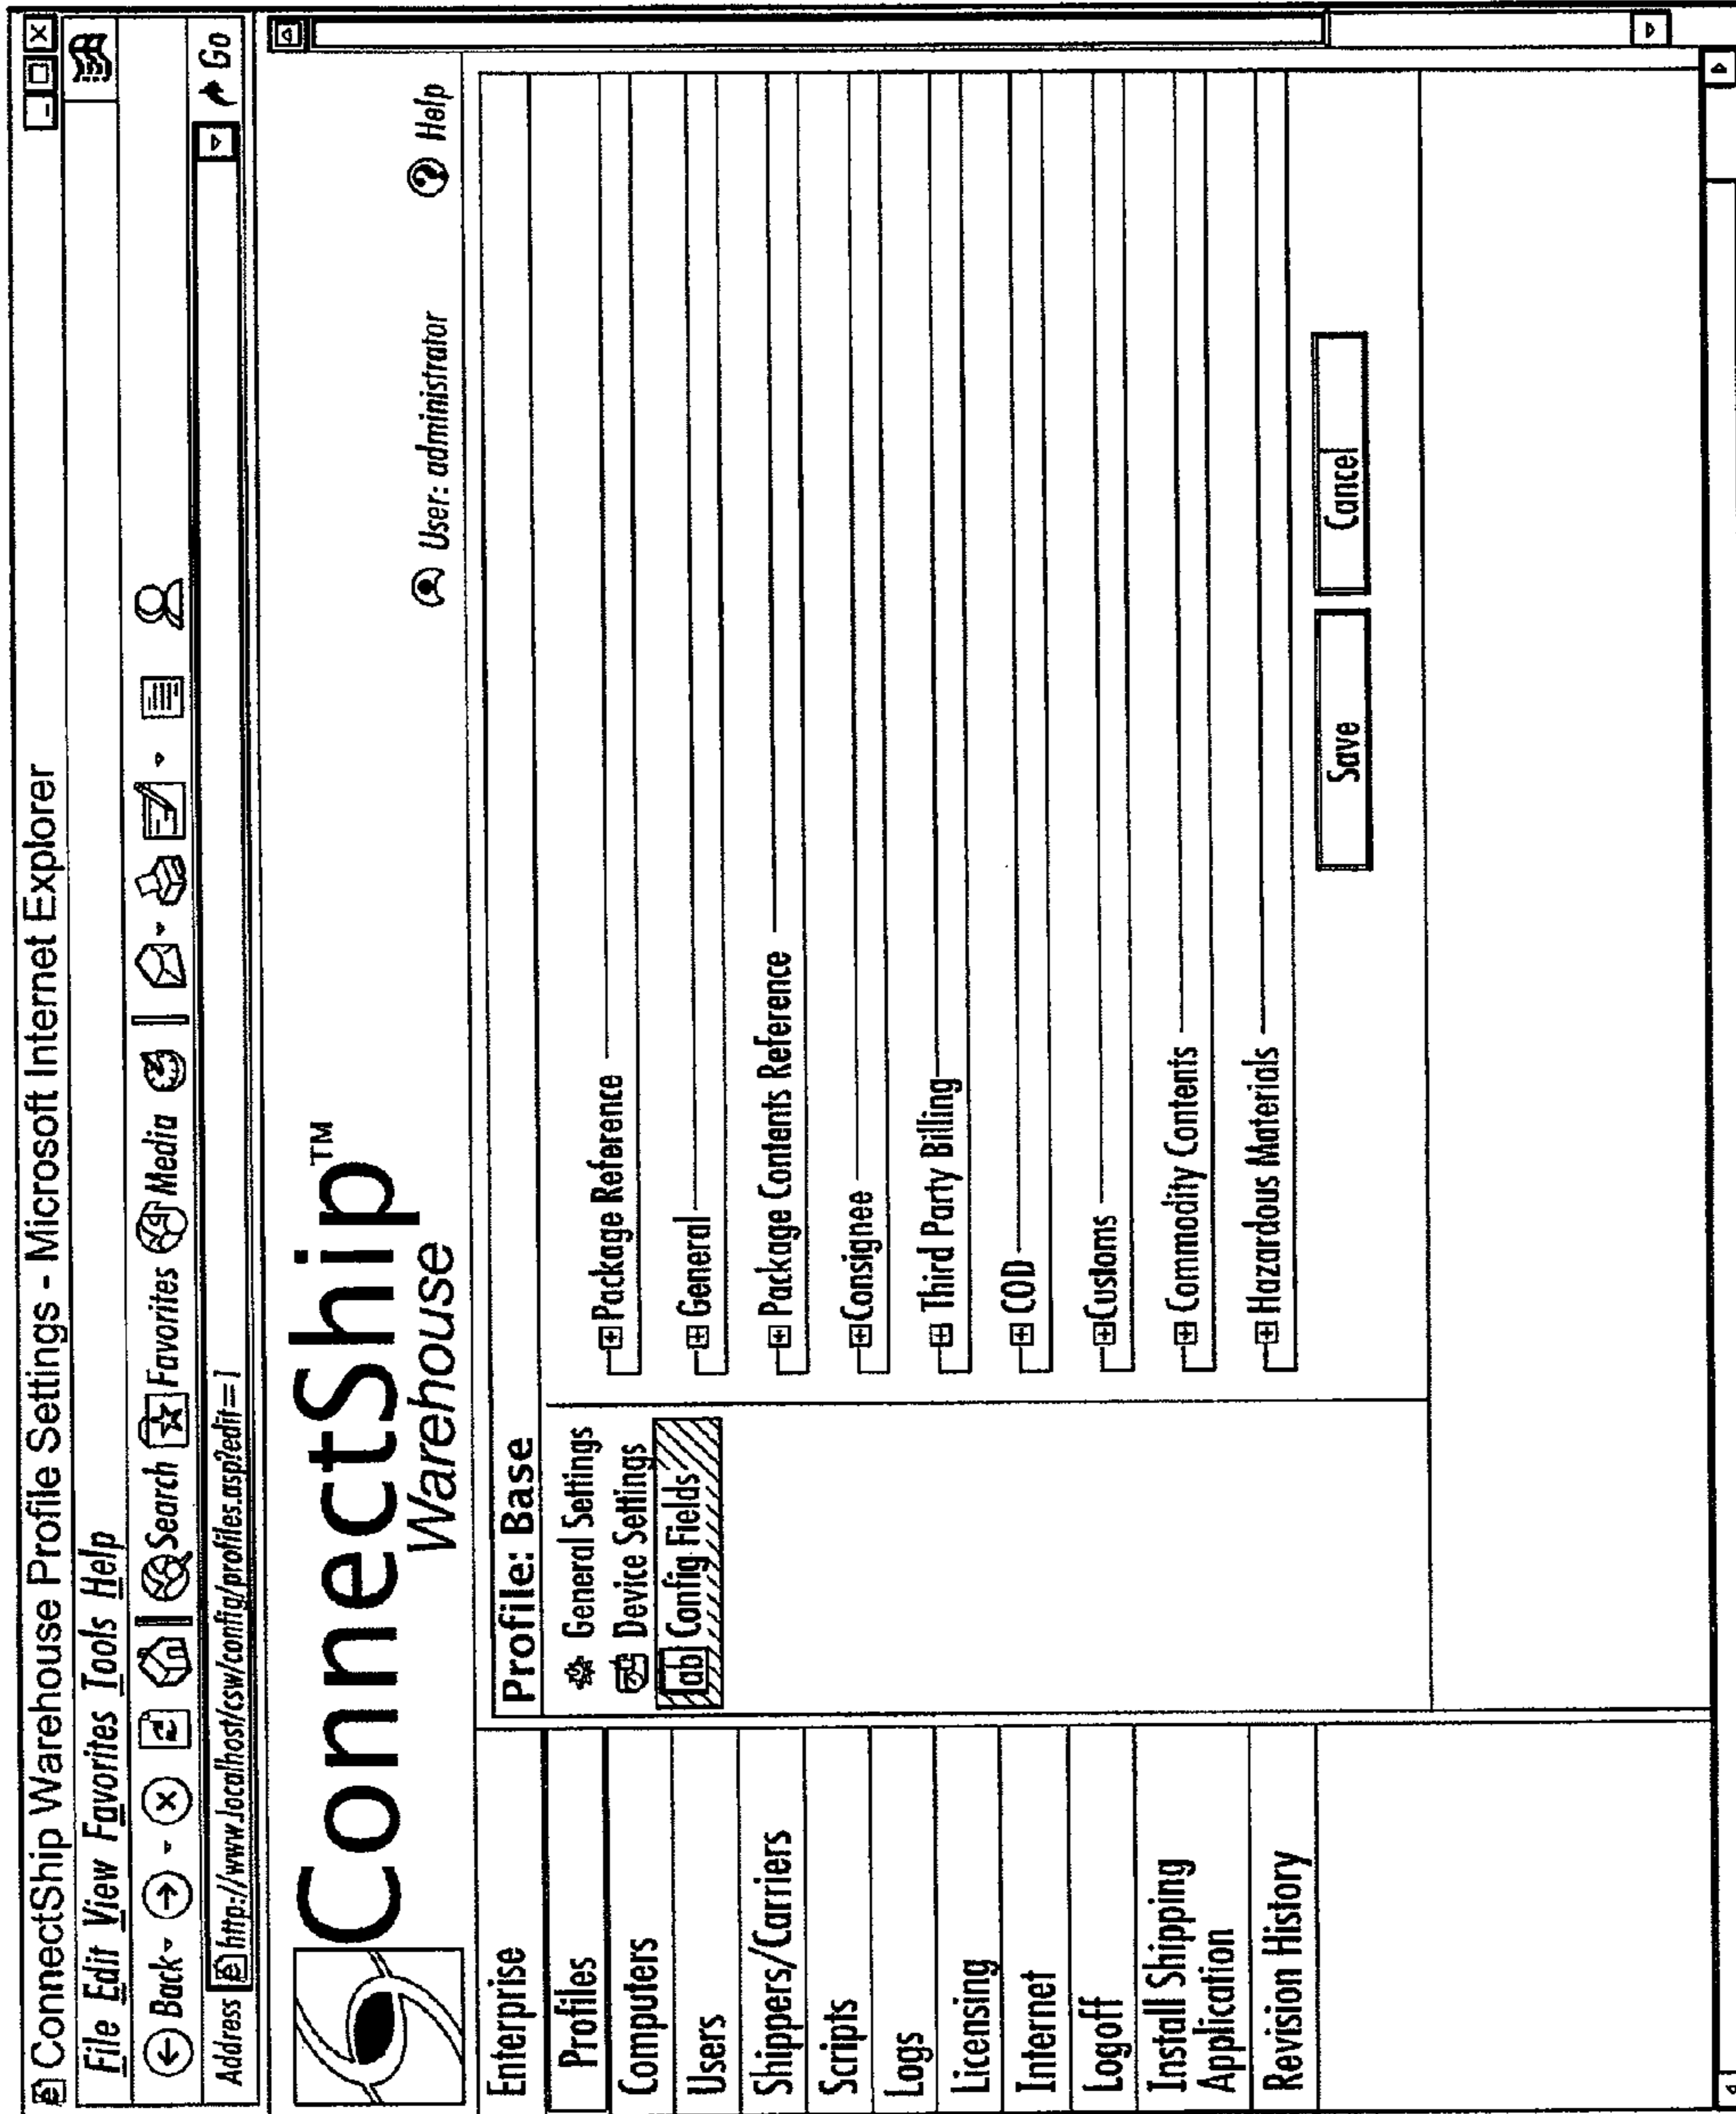 ConnectShip Warehouse Profile Settings - Microsoft Internet Explorer
File Edit View Favorites Tools Help
Back Search Favorites Media
Address http://www.localhost/csw/config/profiles.asp?edit=1 Go
ConnectShip™
Warehouse
User: administrator Help
Enterprise
Profiles
Computers
Users
Shippers/Carriers
Scripts
Logs
Licensing
Internet
Logoff
Install Shipping
Application
Revision History
Profile: Base
General Settings
Device Settings
ab Config Fields
Package Reference
General
Package Contents Reference
Consignee
Third Party Billing
COD
Customs
Commodity Contents
Hazardous Materials
Save Cancel